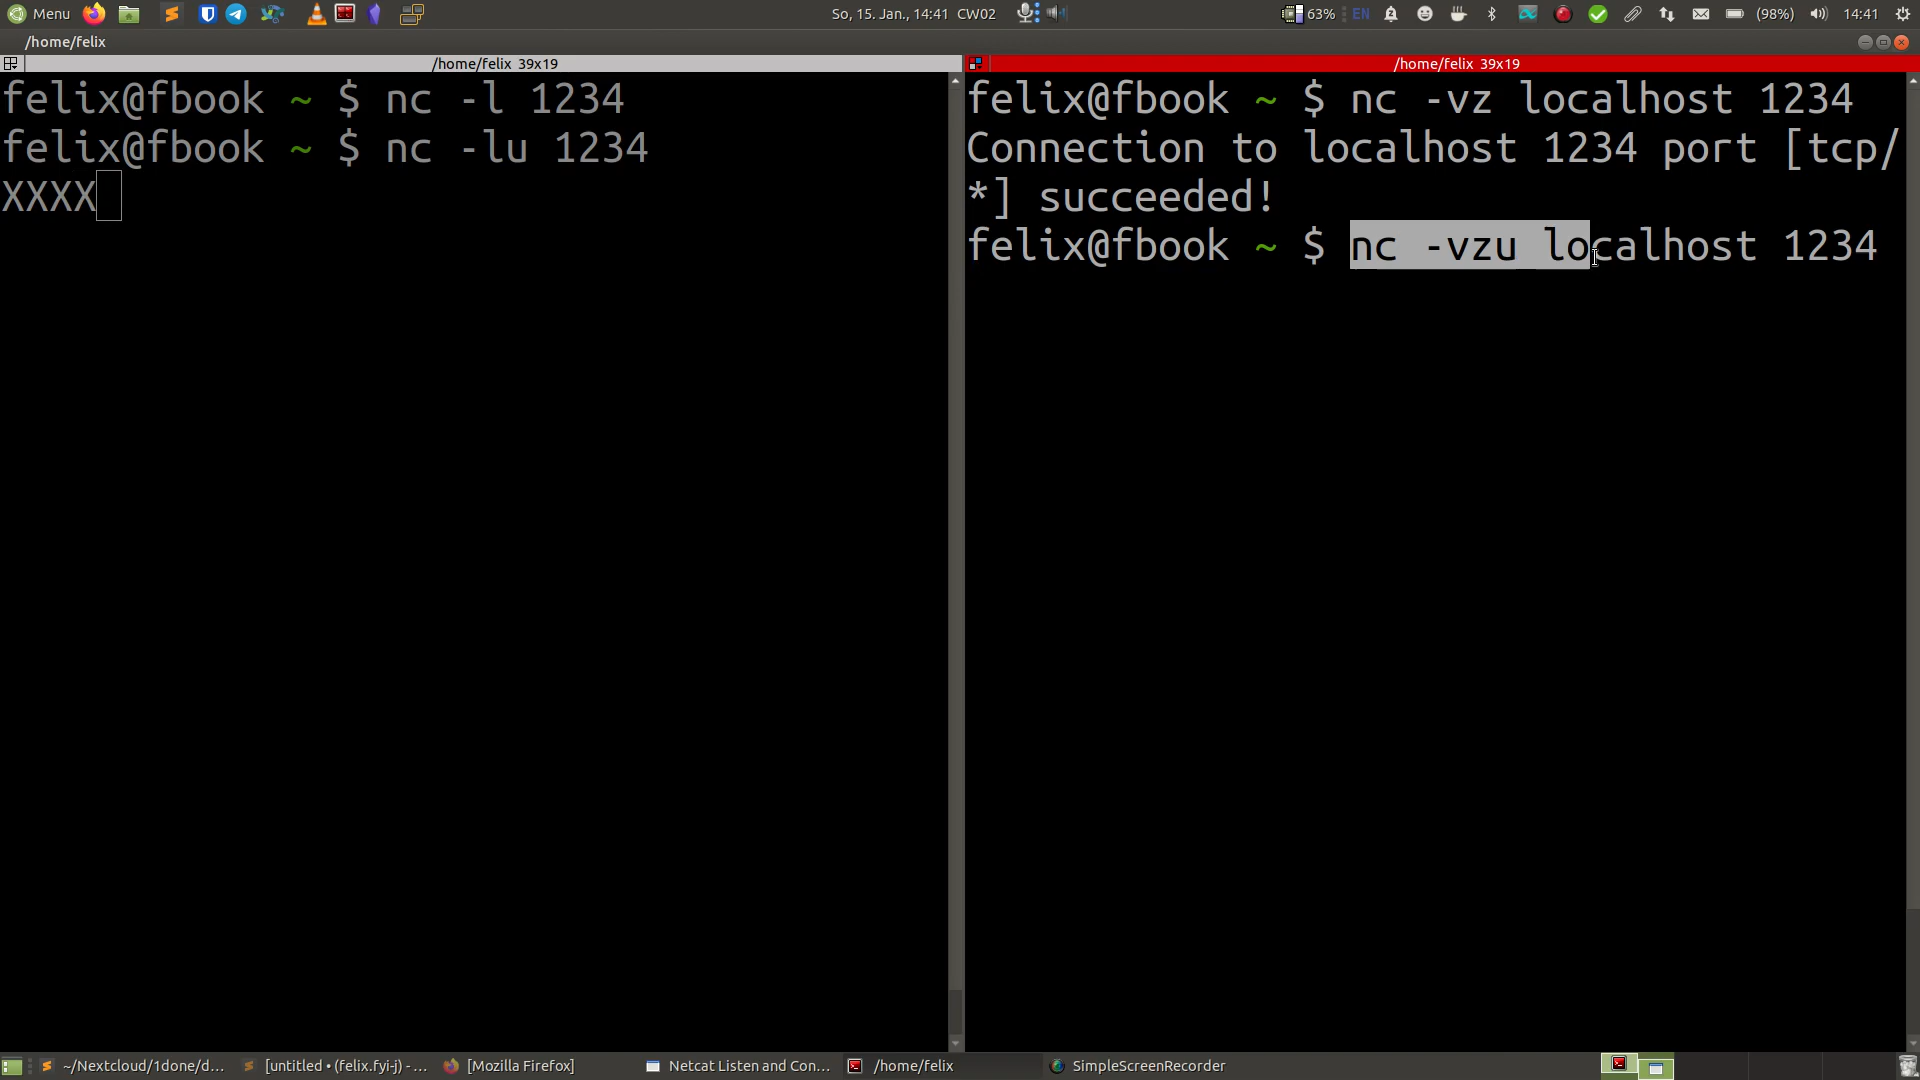 Menu
So, 15. Jan., 14:41 CW02
63%
EN
(98%)
14:41
/home/felix
/home/felix 39x19
felix@fbook ~ $ nc -l 1234
felix@fbook ~ $ nc -lu 1234
XXXX
/home/felix 39x19
felix@fbook ~ $ nc -vz localhost 1234
Connection to localhost 1234 port [tcp/
*] succeeded!
felix@fbook ~ $ nc -vzu localhost 1234
~/Nextcloud/1done/d...
[untitled • (felix.fyi-j) - ...
[Mozilla Firefox]
Netcat Listen and Con...
/home/felix
SimpleScreenRecorder